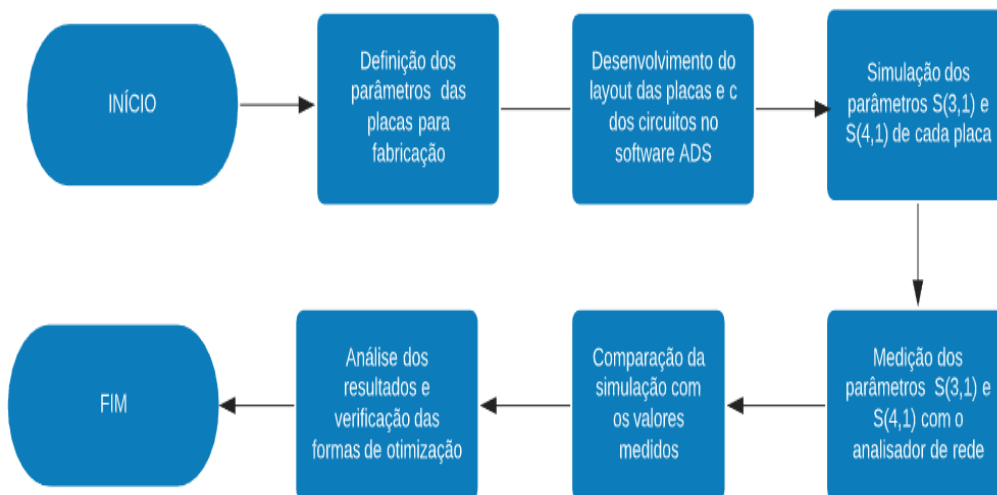 INÍCIO
Definição dos
parâmetros das
placas para
fabricação
Desenvolvimento do
layout das placas e c
dos circuitos no
software ADS
Simulação dos
parâmetros S(3,1) e
S(4,1) de cada placa
Medição dos
parâmetros S(3,1) e
S(4,1) com o
analisador de rede
Comparação da
simulação com
os valores
medidos
Análise dos
resultados e
verificação das
formas de otimização
FIM